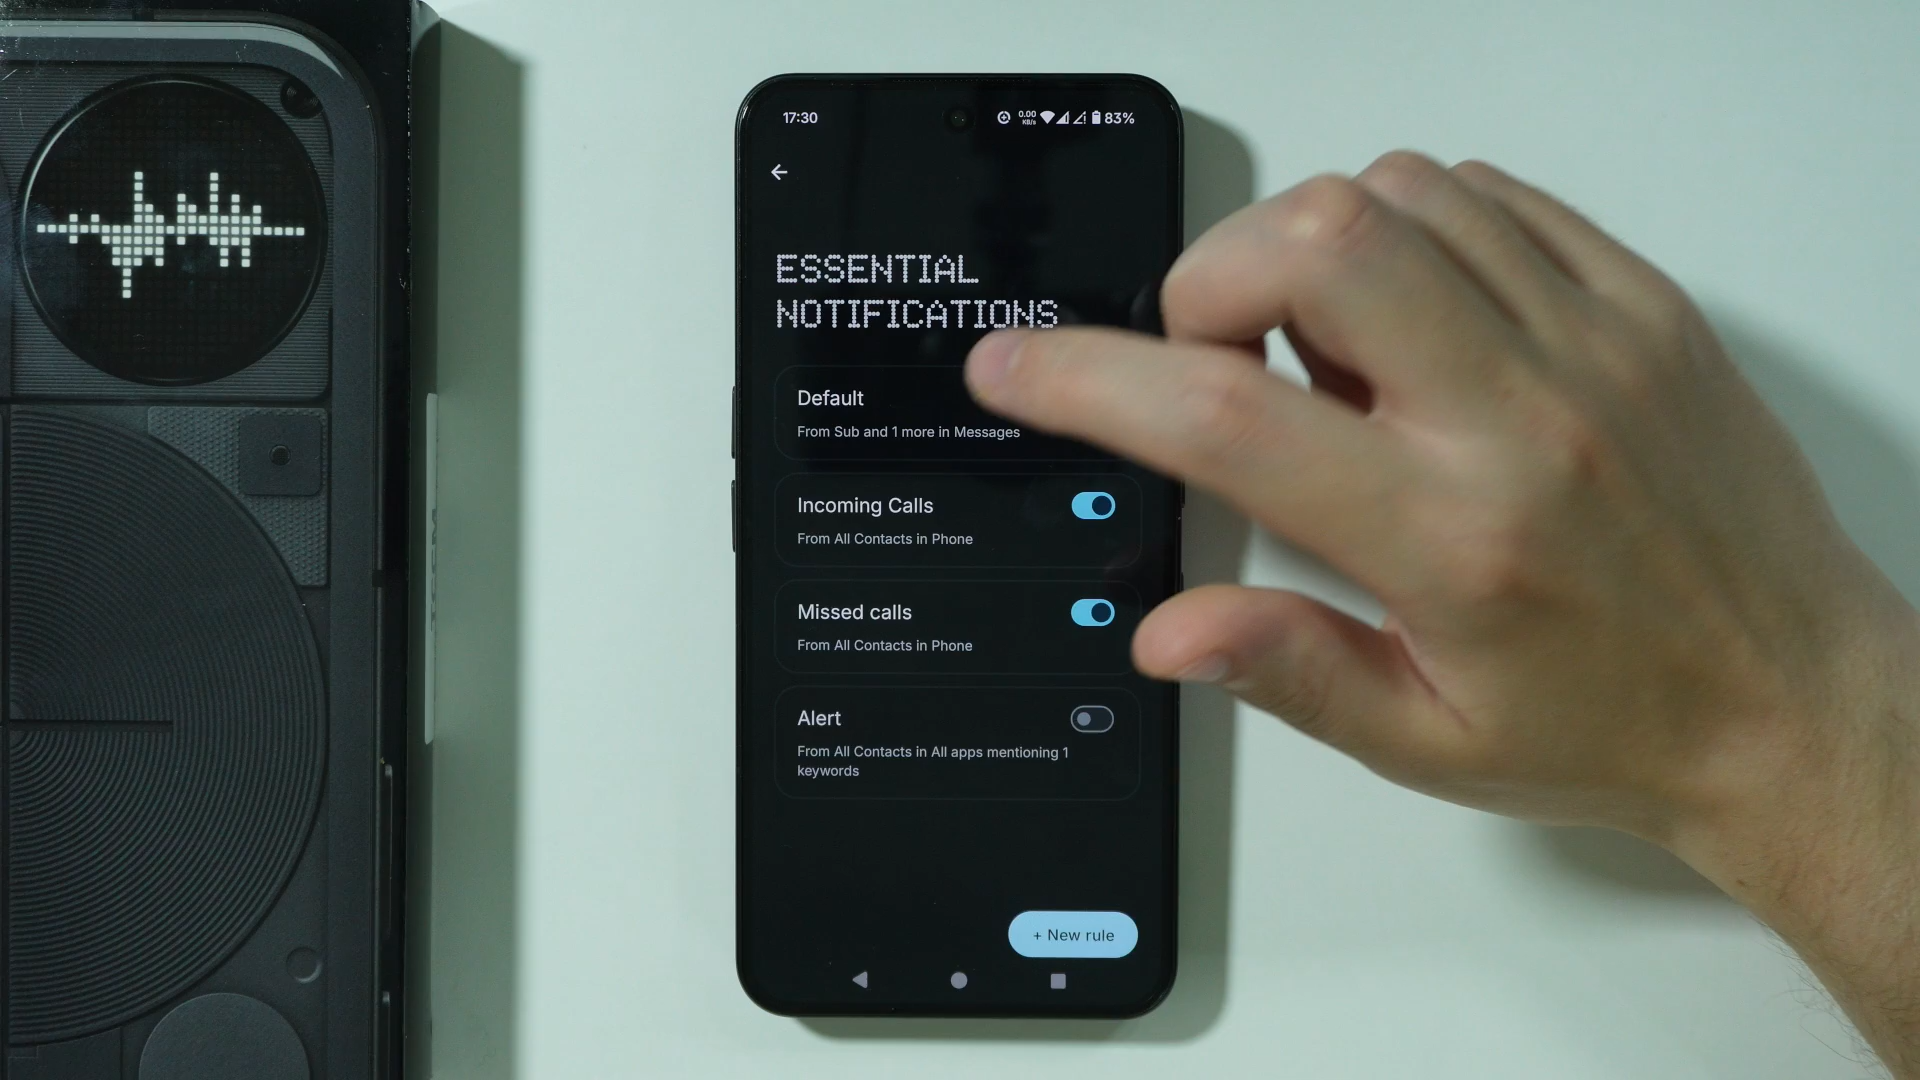 17:30
0.00
KB/s
83%
ESSENTIAL
NOTIFICATIONS
Default
From Sub and 1 more in Messages
Incoming Calls
From All Contacts in Phone
Missed calls
From All Contacts in Phone
Alert
From All Contacts in All apps mentioning 1
keywords
+ New rule